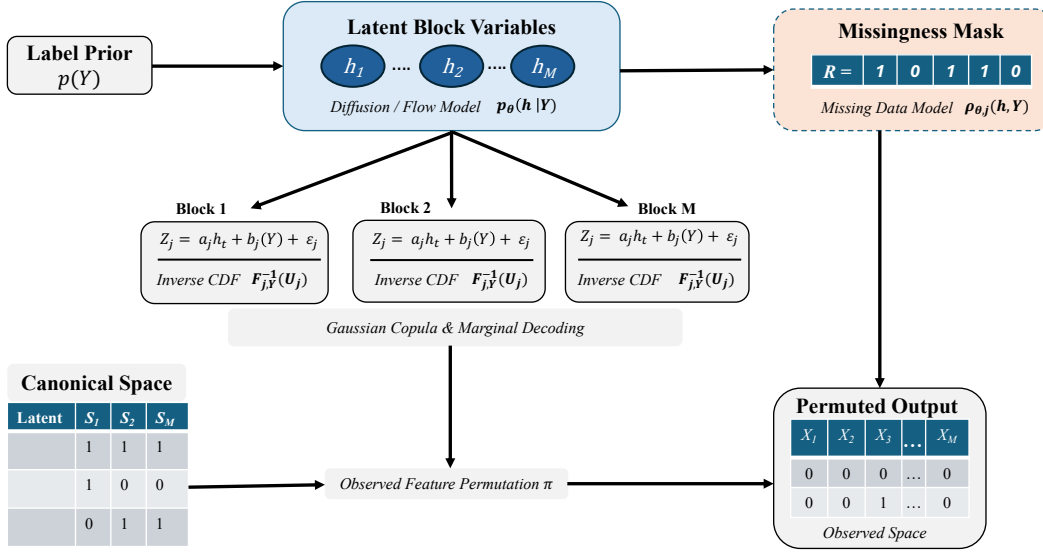 Label Prior
p(Y)
Latent Block Variables
h1 .... h2 .... hM
Diffusion / Flow Model pθ(h |Y)
Missingness Mask
R = 1 0 1 1 0
Missing Data Model ρθ,j(h, Y)
Block 1
Zj = ajht + bj(Y) + εj
Inverse CDF F⁻¹j,Y(Uj)
Block 2
Zj = ajht + bj(Y) + εj
Inverse CDF F⁻¹j,Y(Uj)
Block M
Zj = ajht + bj(Y) + εj
Inverse CDF F⁻¹j,Y(Uj)
Gaussian Copula & Marginal Decoding
Canonical Space
Latent S1 S2 SM
1 1 1
1 0 0
0 1 1
Observed Feature Permutation π
Permuted Output
X1 X2 X3 ... XM
0 0 0 ... 0
0 0 1 ... 0
Observed Space